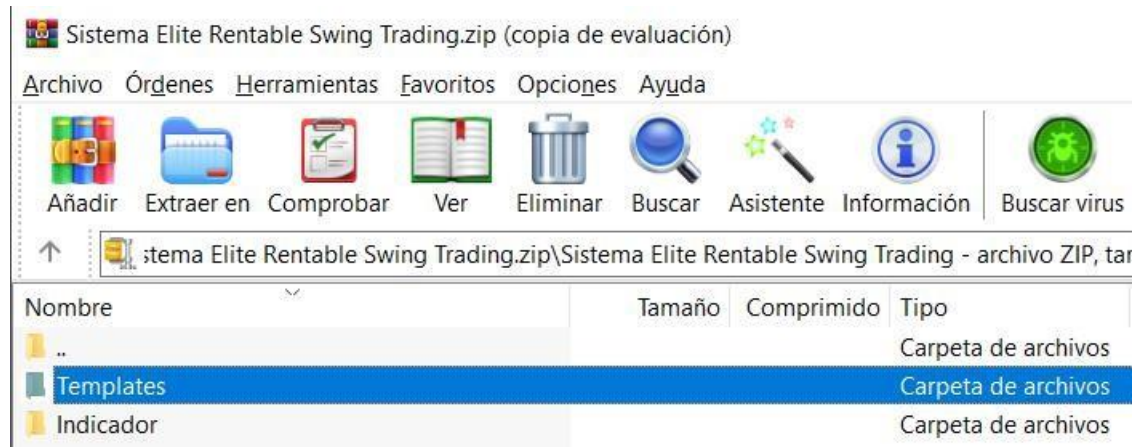 Sistema Elite Rentable Swing Trading.zip (copia de evaluación)
Archivo Órdenes Herramientas Favoritos Opciones Ayuda
Añadir Extraer en Comprobar Ver Eliminar Buscar Asistente Información Buscar virus
stema Elite Rentable Swing Trading.zip\Sistema Elite Rentable Swing Trading - archivo ZIP, tar
Nombre Tamaño Comprimido Tipo
.. Carpeta de archivos
Templates Carpeta de archivos
Indicador Carpeta de archivos